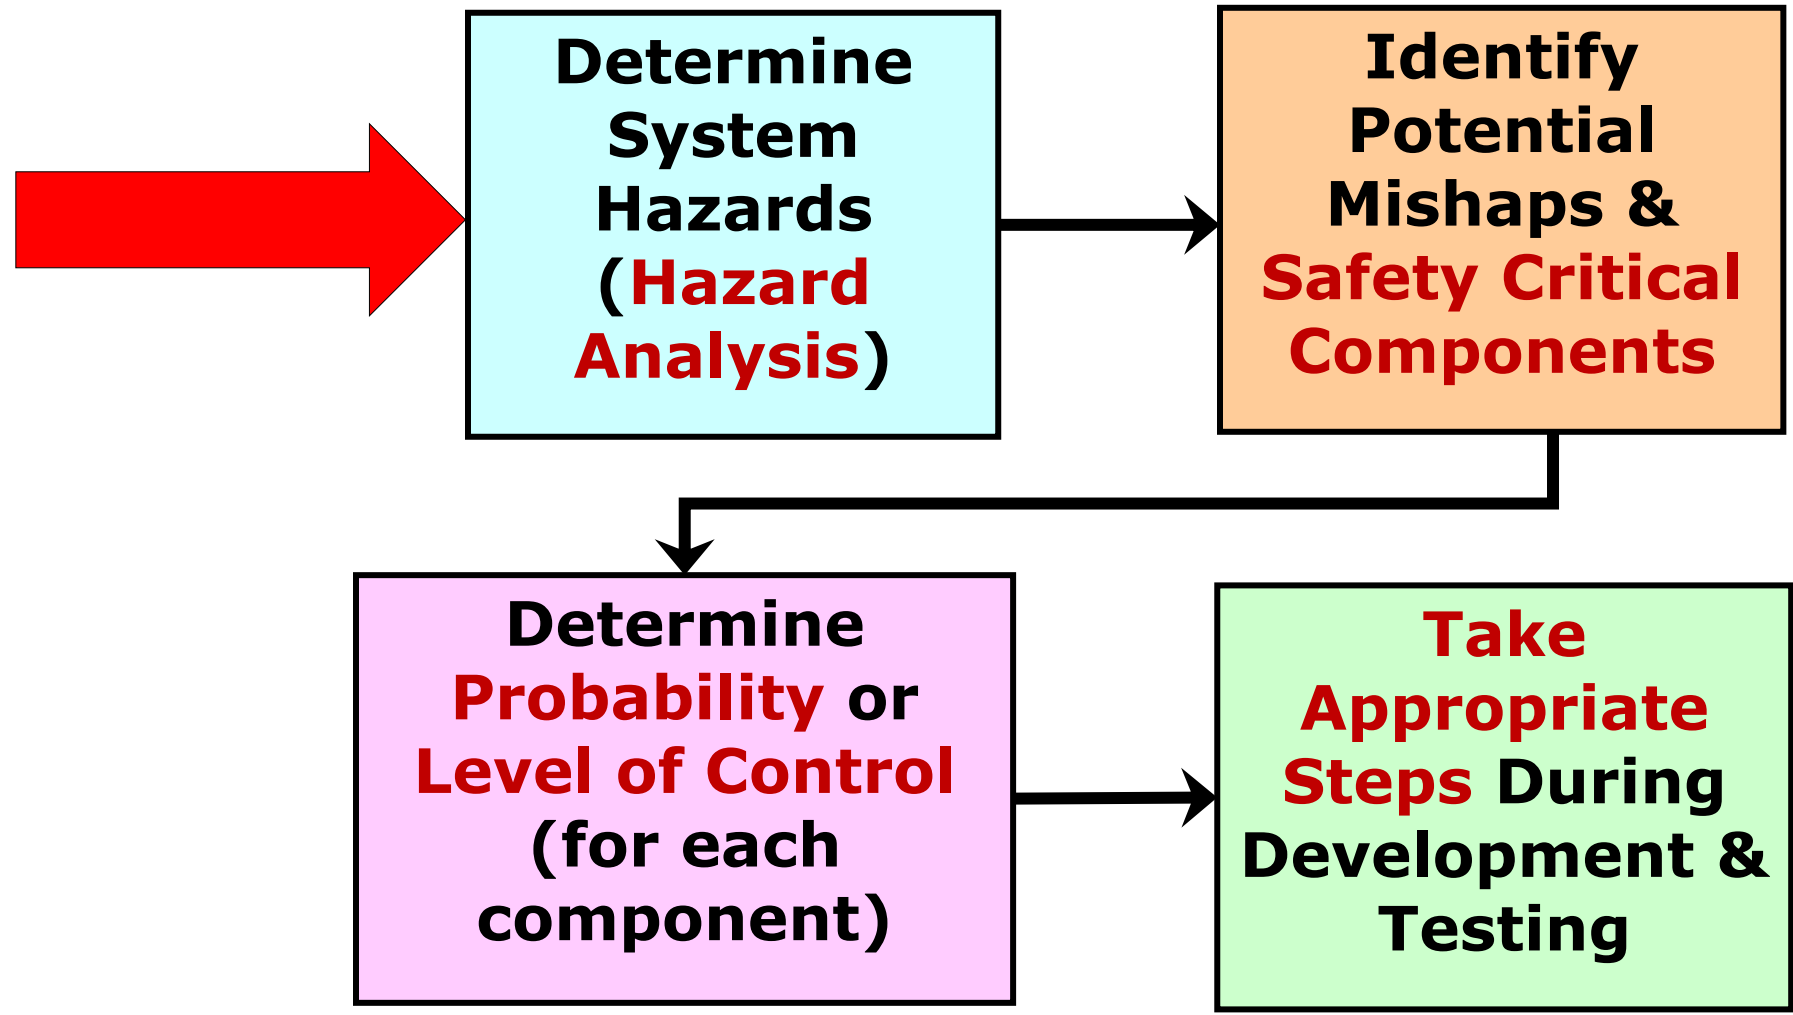 Determine
System
Hazards
(Hazard
Analysis)
Identify
Potential
Mishaps &
Safety Critical
Components
Determine
Probability or
Level of Control
(for each
component)
Take
Appropriate
Steps During
Development &
Testing